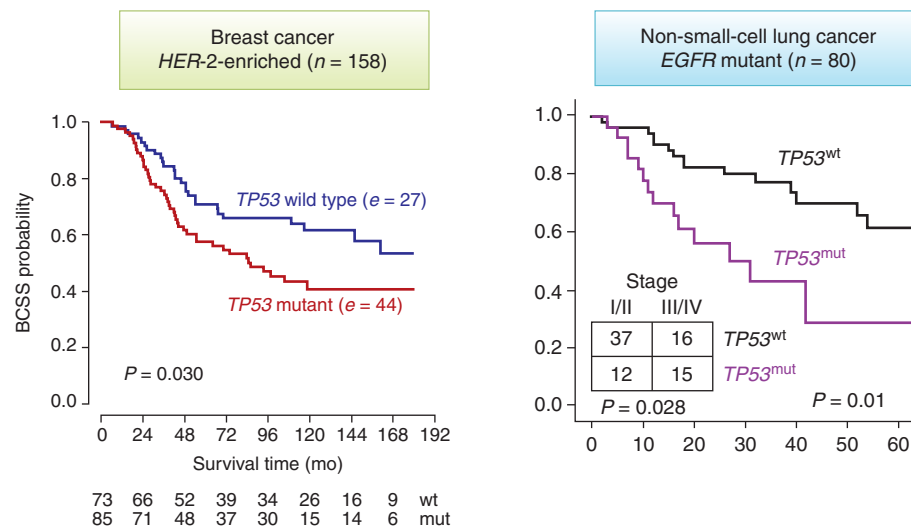 Breast cancer
HER-2-enriched (n = 158)
1.0
0.8
0.6
0.4
0.2
0.0
BCSS probability
TP53 wild type (e = 27)
TP53 mutant (e = 44)
P = 0.030
0 24 48 72 96 120 144 168 192
Survival time (mo)
73 66 52 39 34 26 16 9 wt
85 71 48 37 30 15 14 6 mut
Non-small-cell lung cancer
EGFR mutant (n = 80)
1.0
0.8
0.6
0.4
0.2
0.0
TP53wt
TP53mut
Stage
I/II III/IV
37 16 TP53wt
12 15 TP53mut
P = 0.028
P = 0.01
0 10 20 30 40 50 60